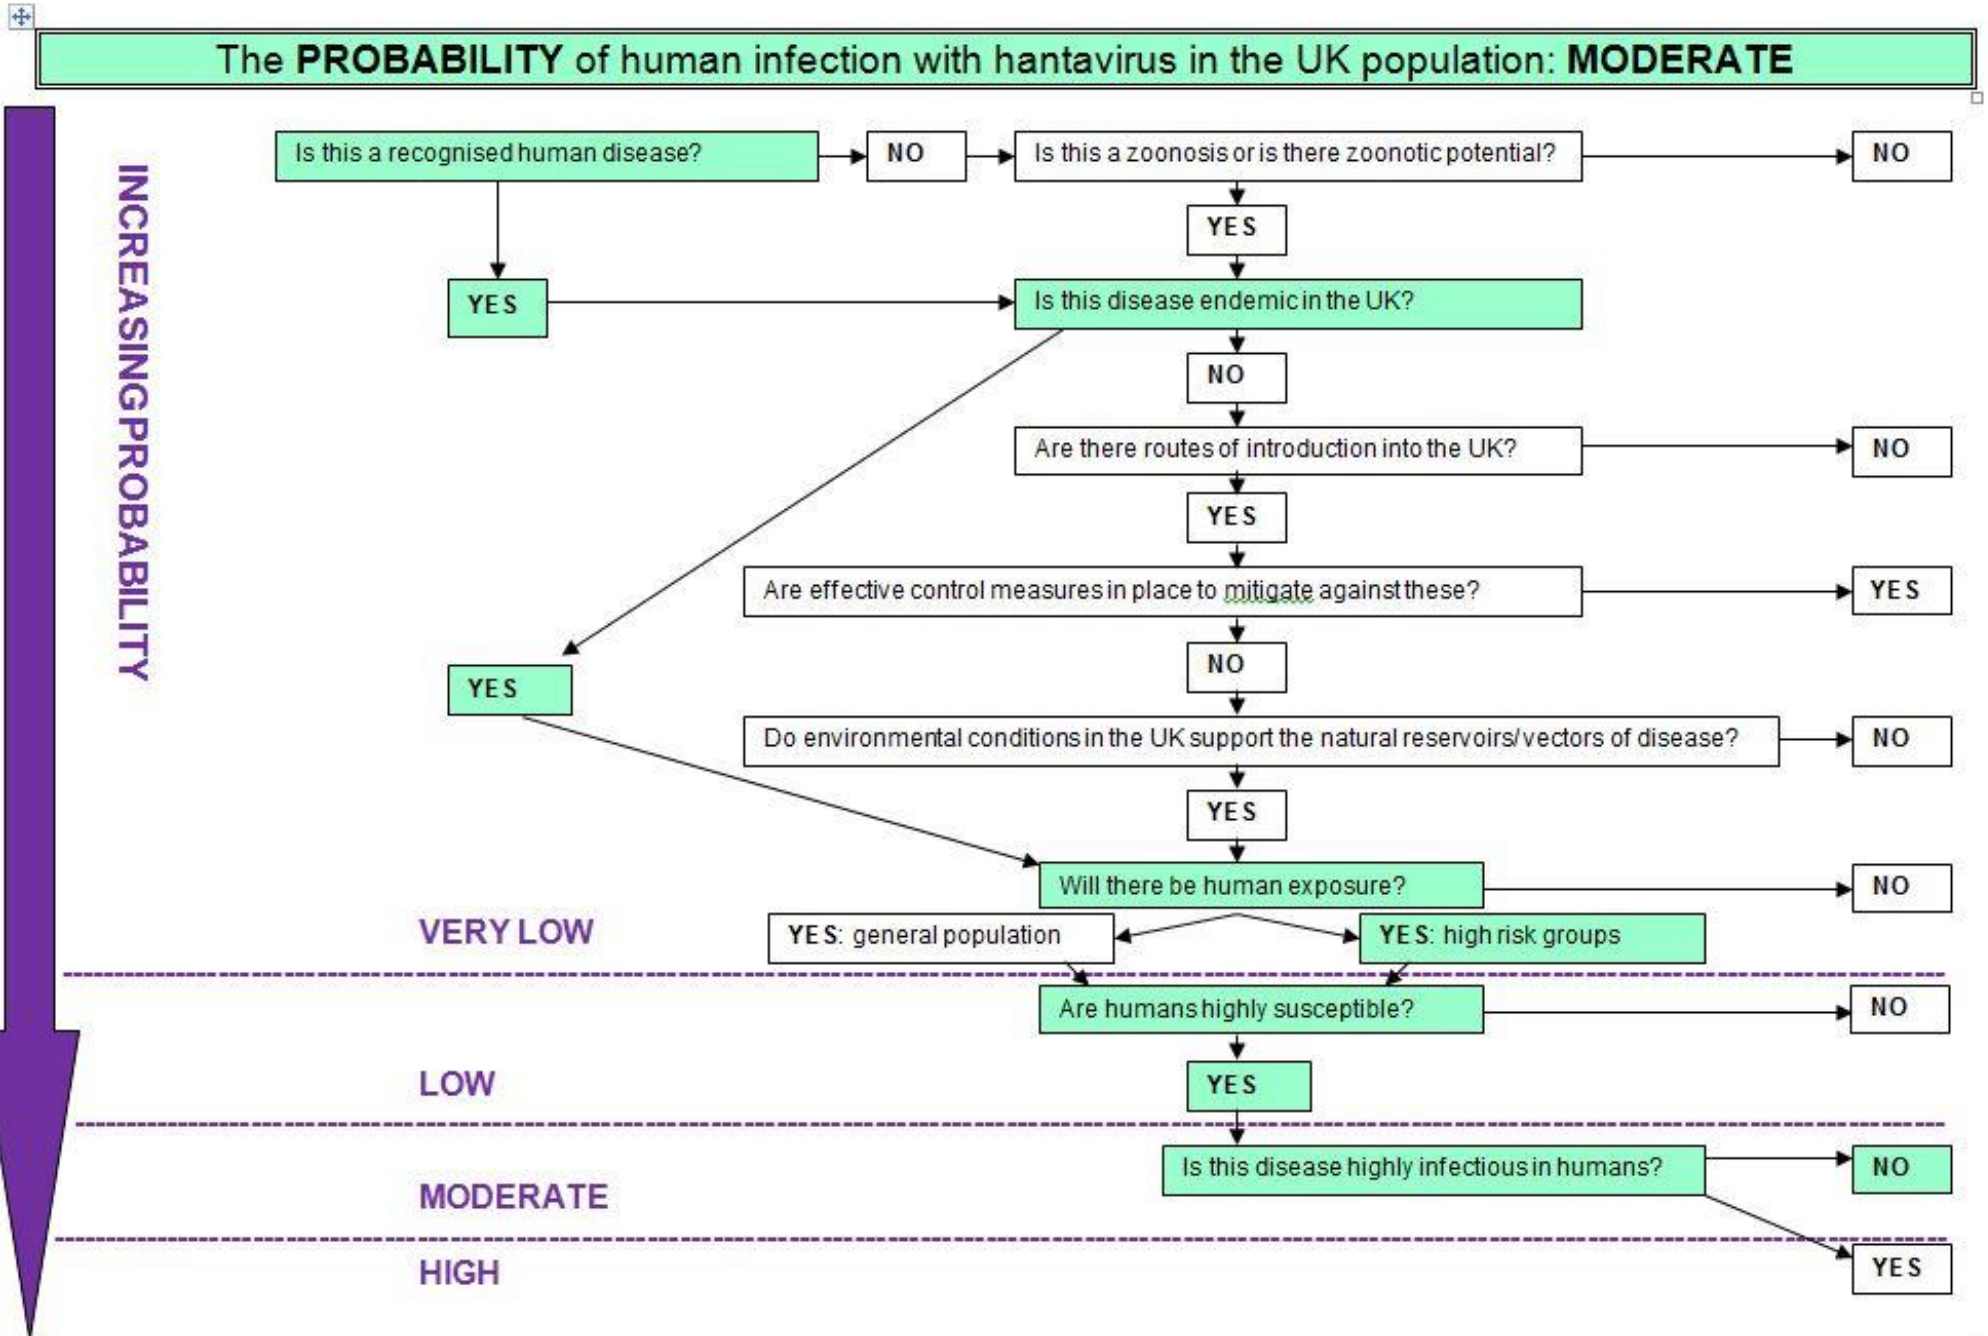 The PROBABILITY of human infection with hantavirus in the UK population: MODERATE
INCREASINGPROBABILITY
Is this a recognised human disease?
NO
Is this a zoonosis or is there zoonotic potential?
NO
YES
YES
Is this disease endemic in the UK?
NO
Are there routes of introduction into the UK?
NO
YES
Are effective control measures in place to mitigate against these?
YES
NO
YES
Do environmental conditions in the UK support the natural reservoirs/vectors of disease?
NO
YES
Will there be human exposure?
NO
VERY LOW
YES: general population
YES: high risk groups
Are humans highly susceptible?
NO
LOW
YES
Is this disease highly infectious in humans?
NO
MODERATE
HIGH
YES